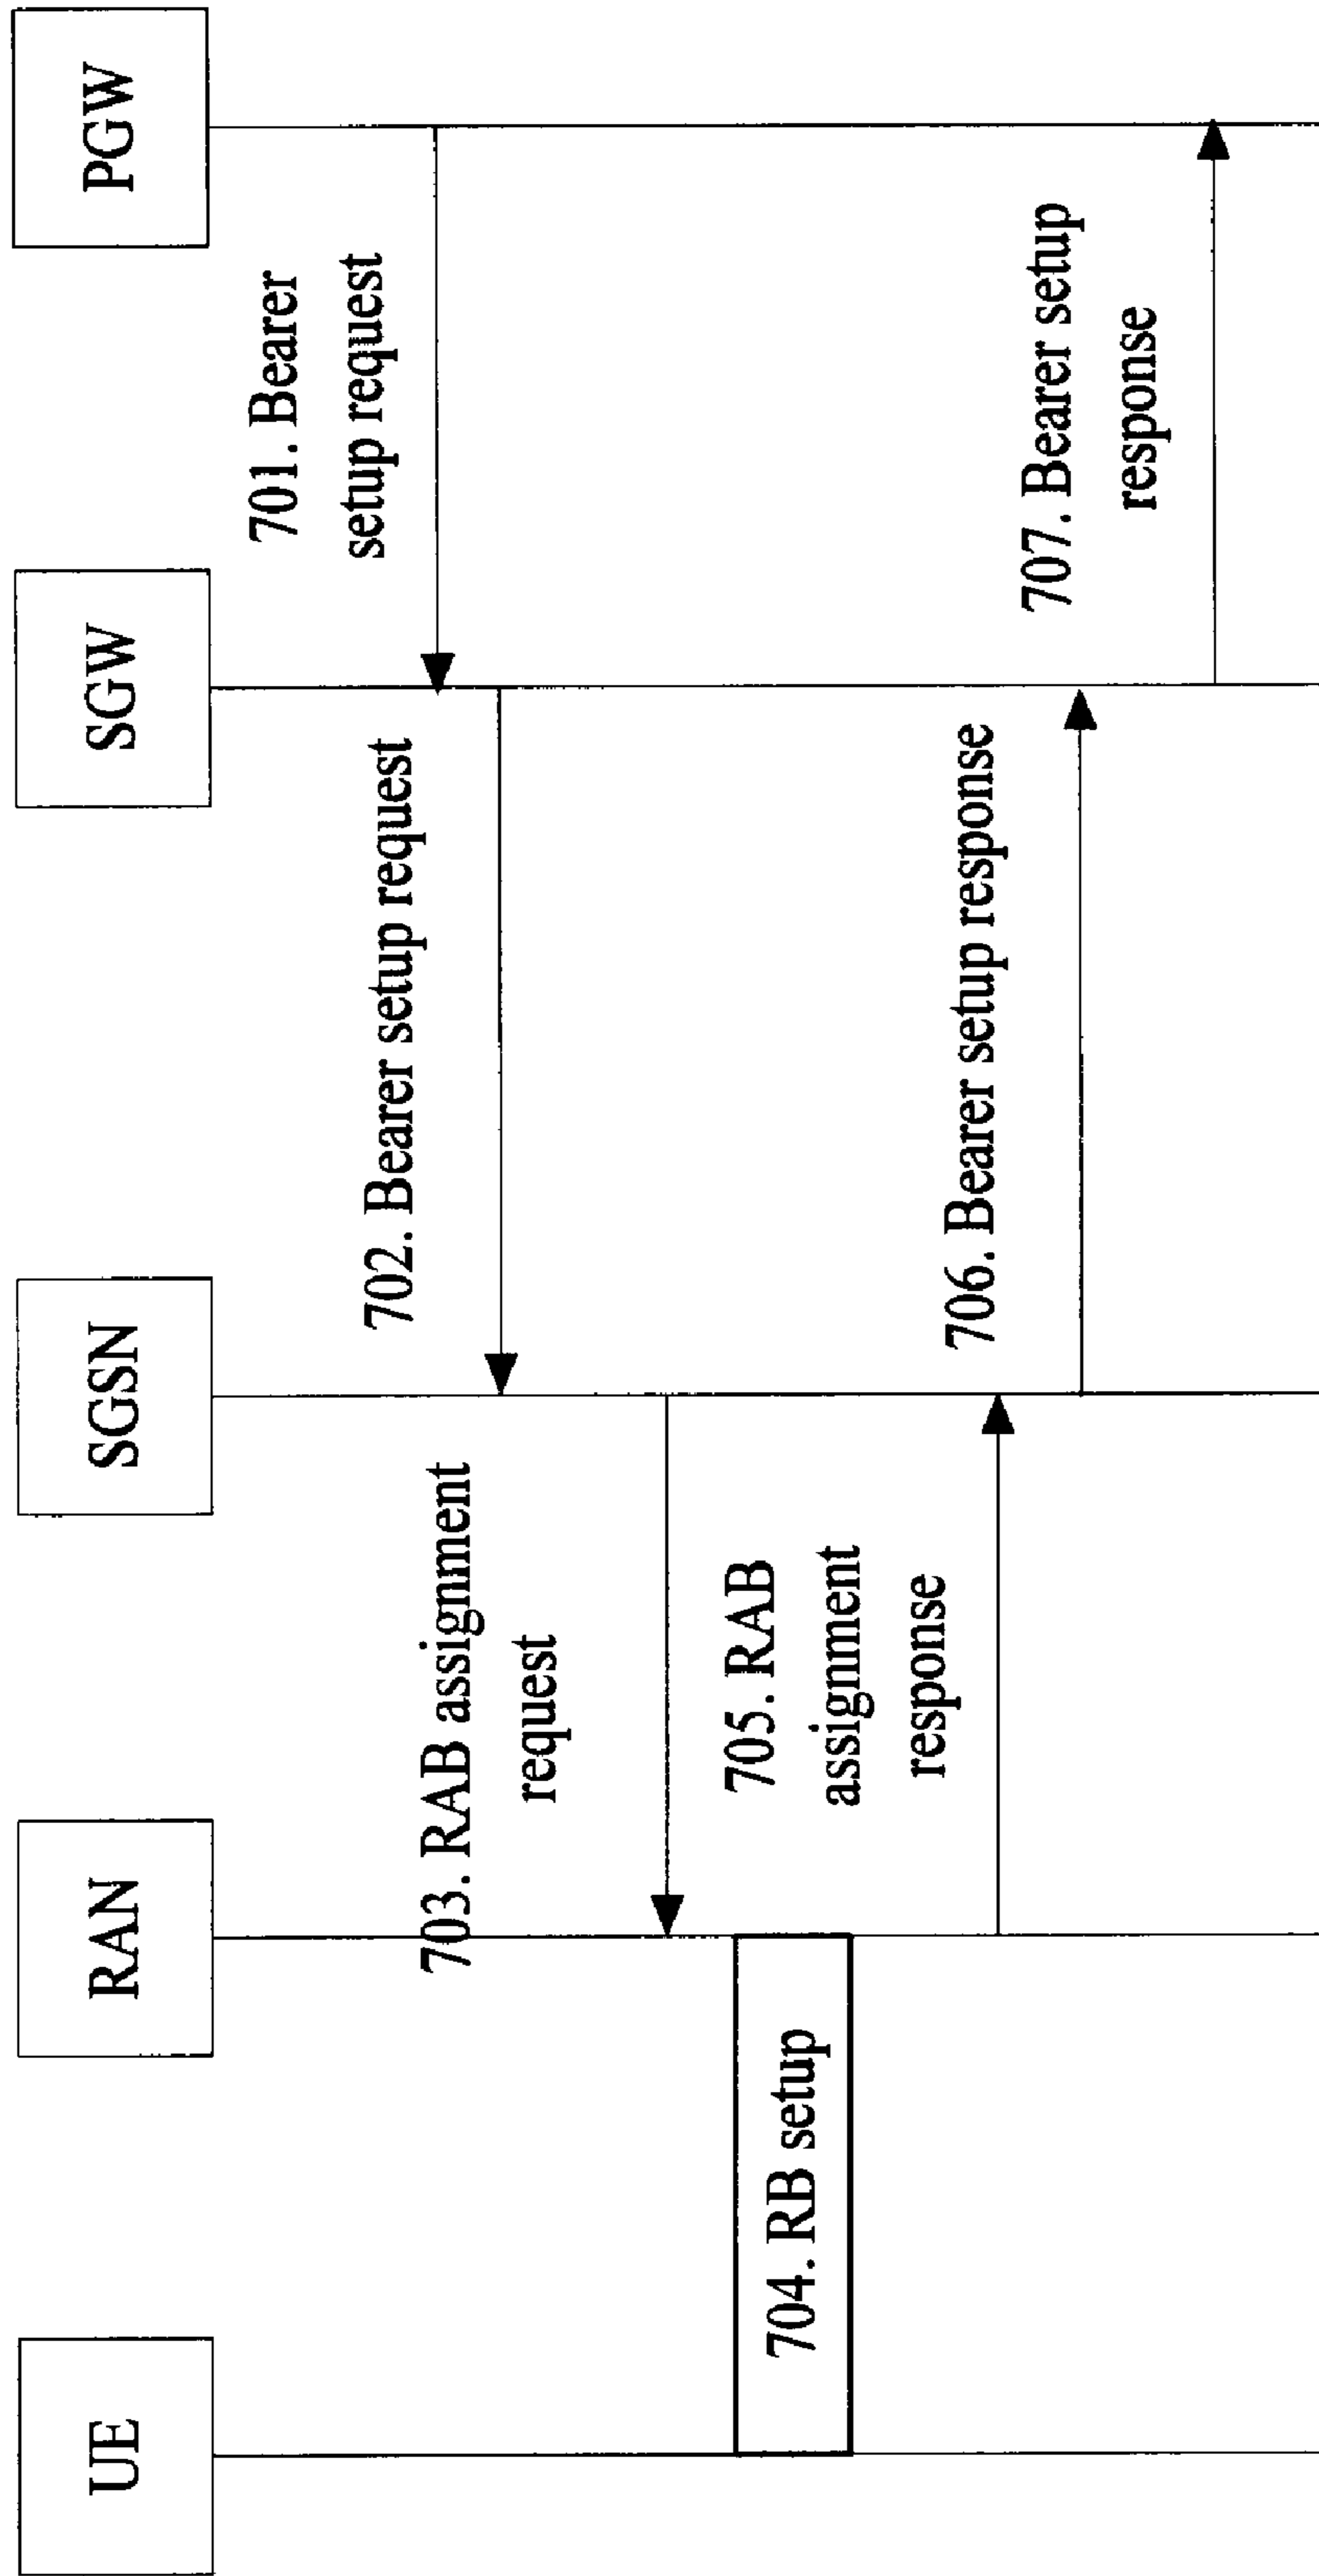 UE
RAN
SGSN
SGW
PGW
701. Bearer
setup request
702. Bearer setup request
703. RAB assignment
request
704. RB setup
705. RAB
assignment
response
706. Bearer setup response
707. Bearer setup
response